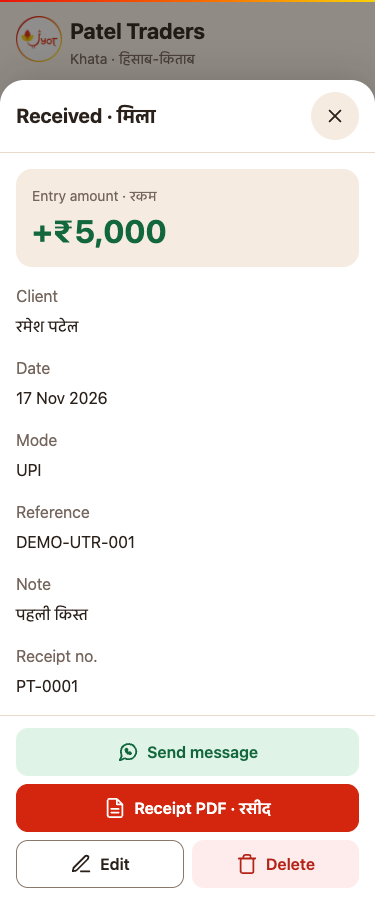 Jyot
Patel Traders
Khata · हिसाब-किताब
Received · मिला
Entry amount · रकम
+₹5,000
Client
रमेश पटेल
Date
17 Nov 2026
Mode
UPI
Reference
DEMO-UTR-001
Note
पहली किस्त
Receipt no.
PT-0001
Send message
Receipt PDF · रसीद
Edit
Delete